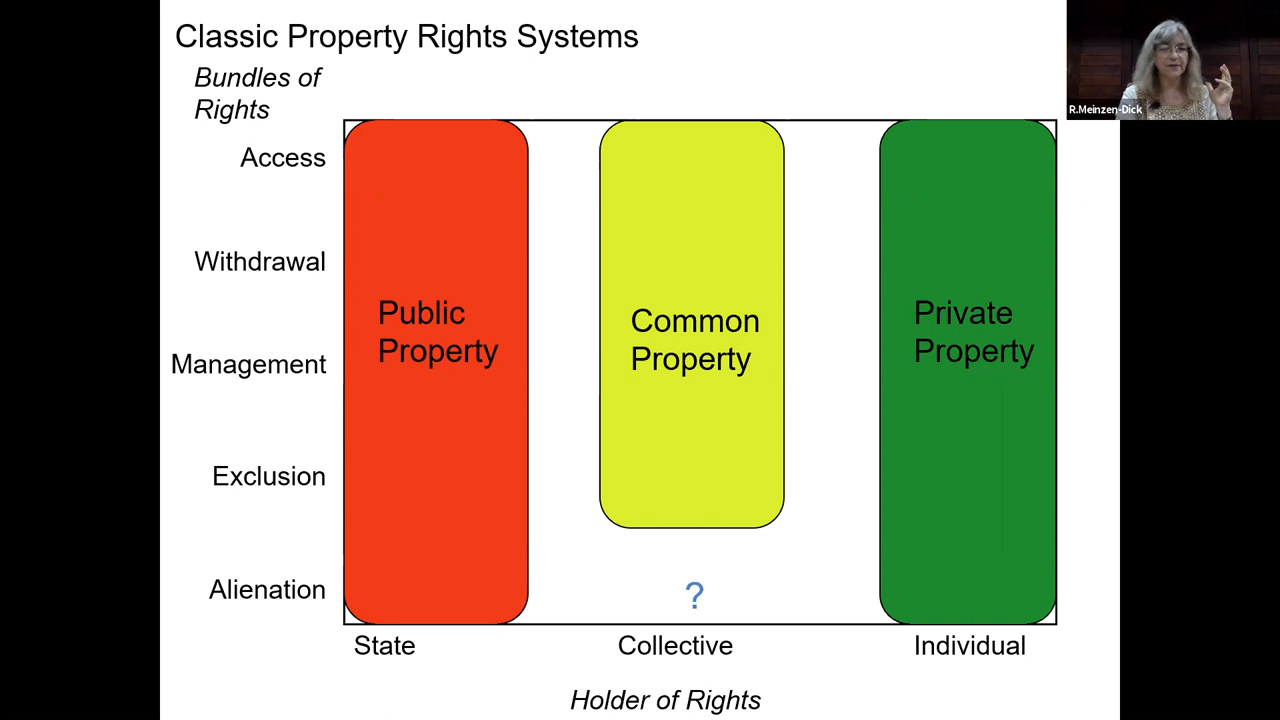 Classic Property Rights Systems
R.Meinzen-Dick
Bundles of
Rights
Access
Withdrawal
Management
Exclusion
Alienation
Public
Property
Common
Property
Private
Property
?
State
Collective
Individual
Holder of Rights